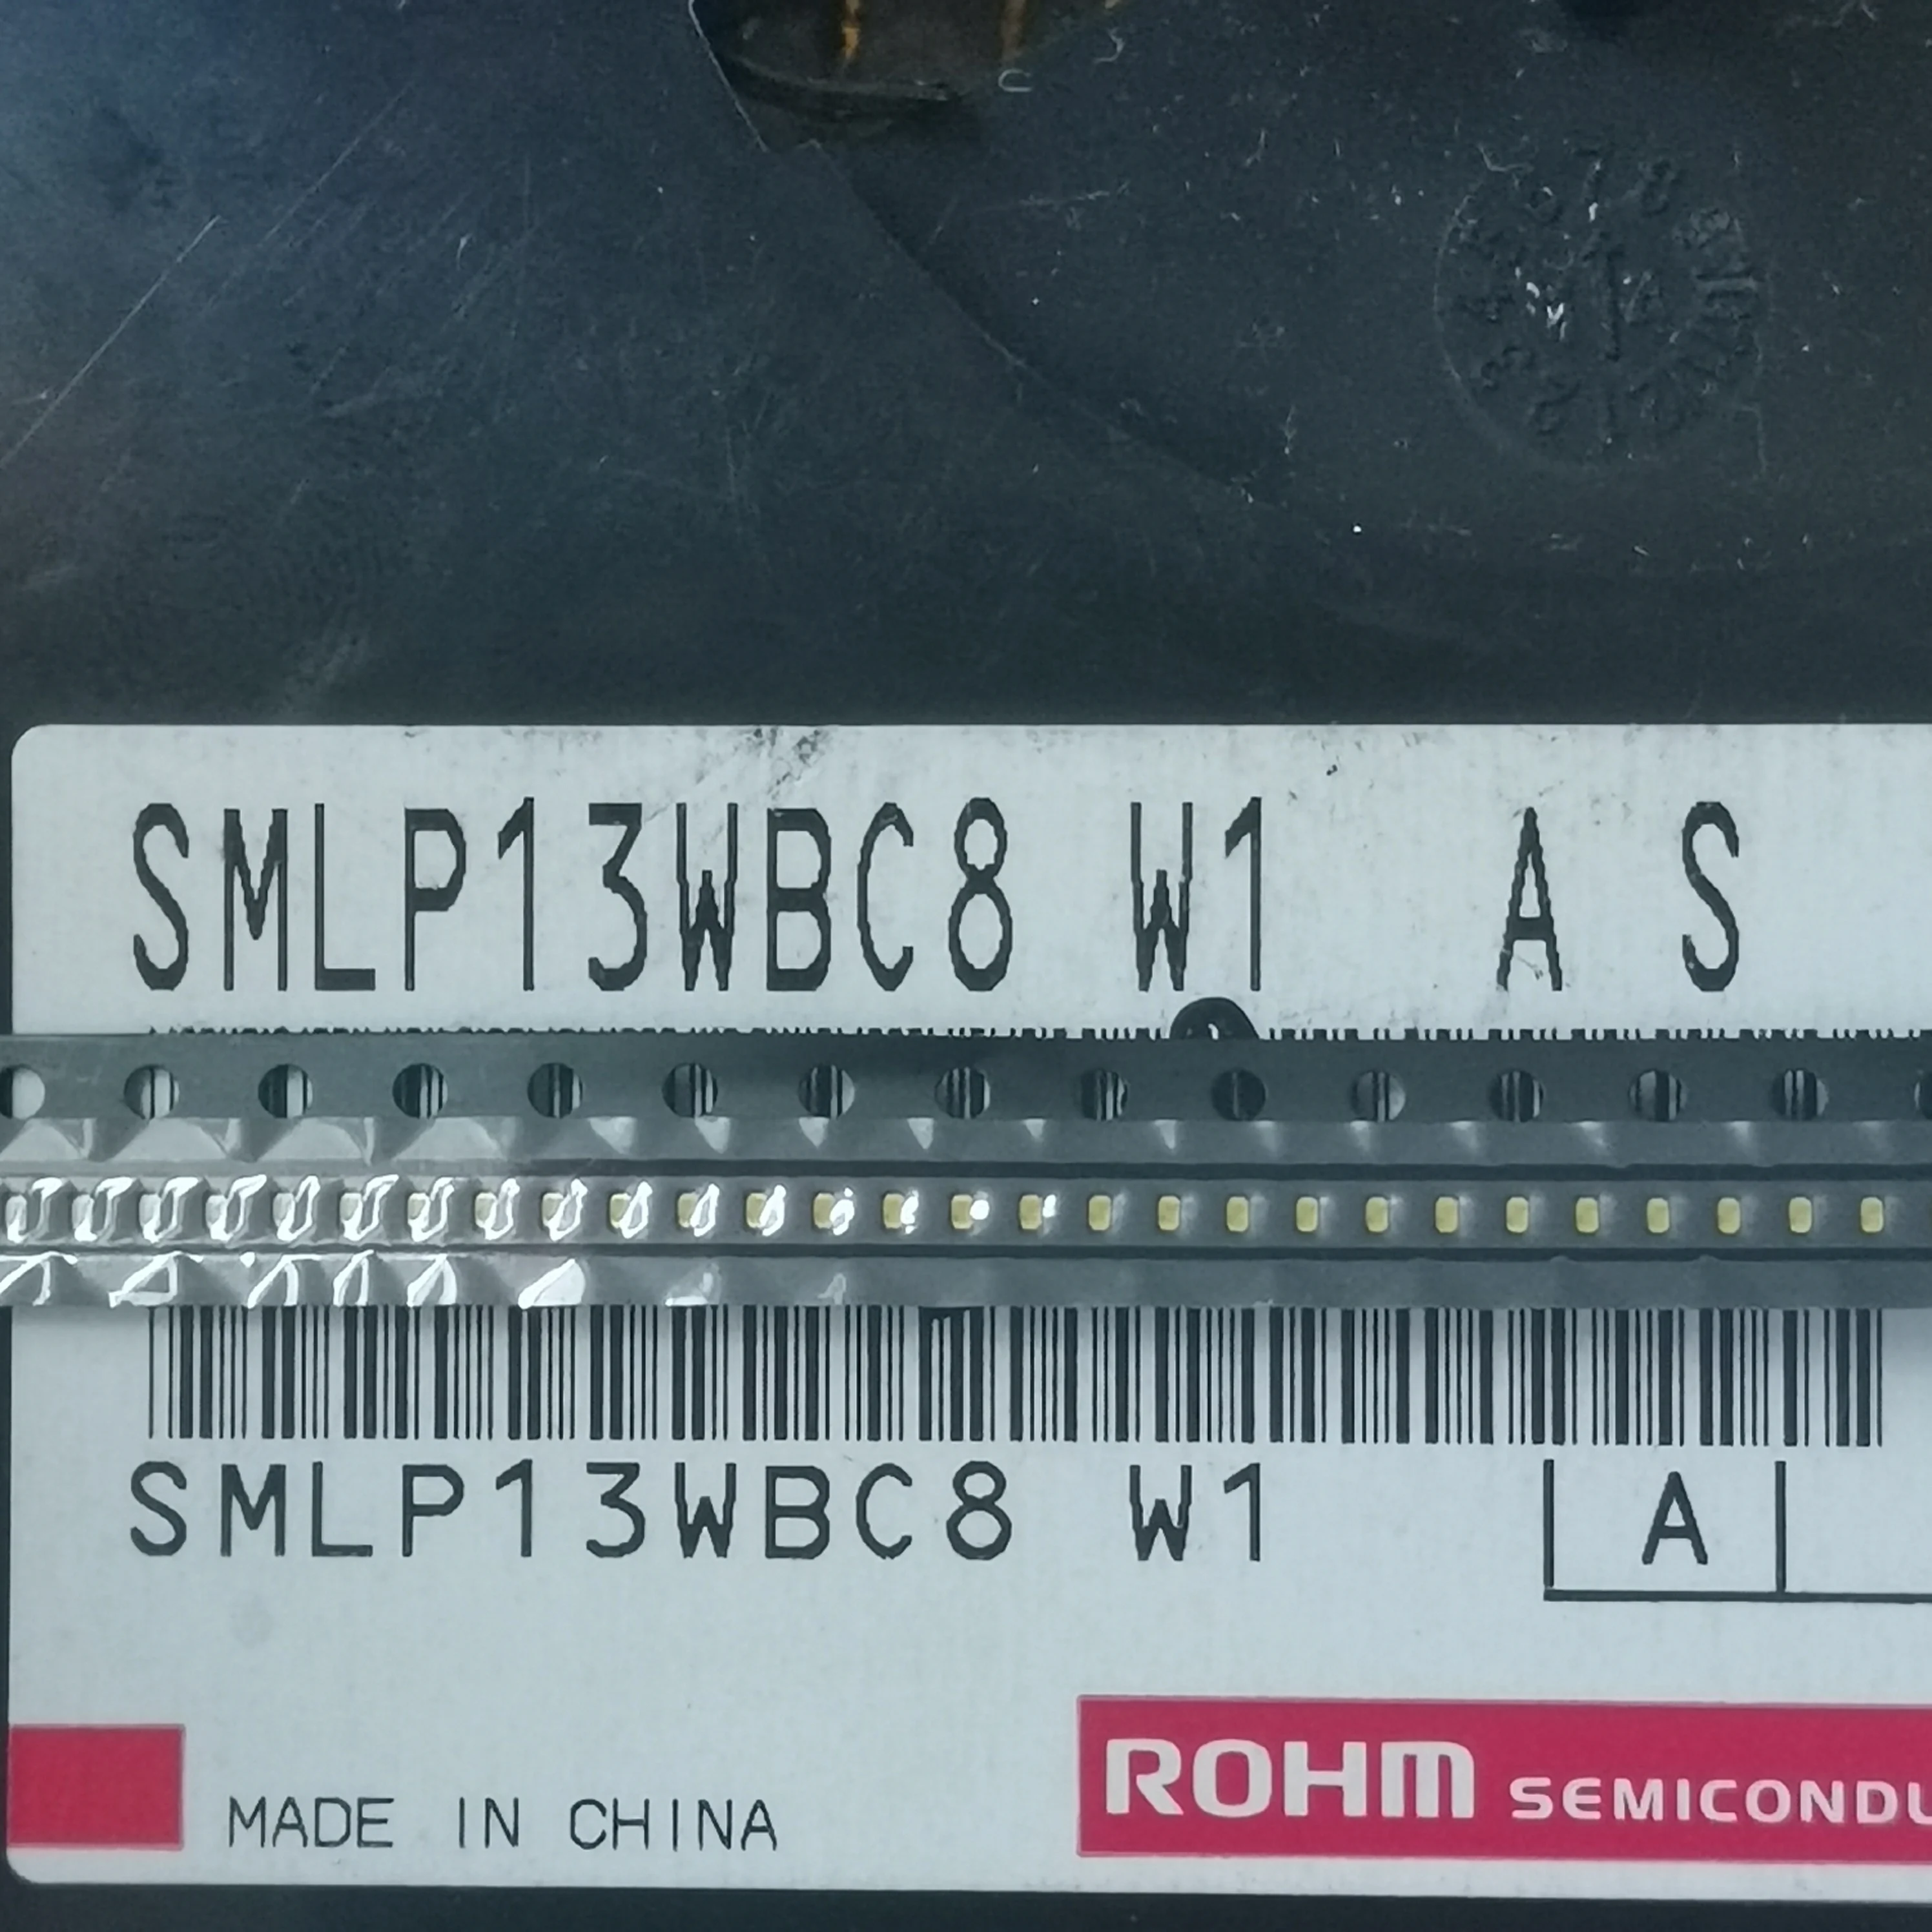 SMLP13WBC8 W1 A S
SMLP13WBC8 W1 A
MADE IN CHINA
ROHM SEMICONDU